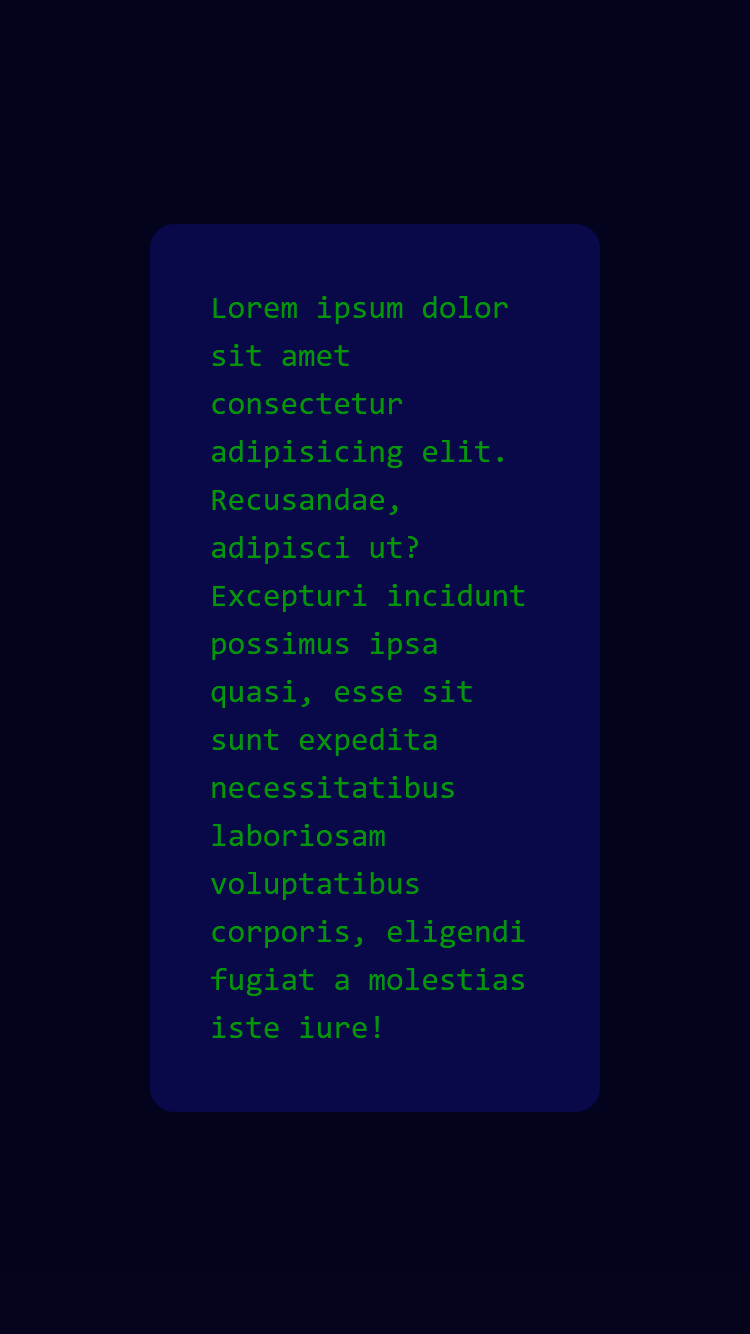 Lorem ipsum dolor
sit amet
consectetur
adipisicing elit.
Recusandae,
adipisci ut?
Excepturi incidunt
possimus ipsa
quasi, esse sit
sunt expedita
necessitatibus
laboriosam
voluptatibus
corporis, eligendi
fugiat a molestias
iste iure!